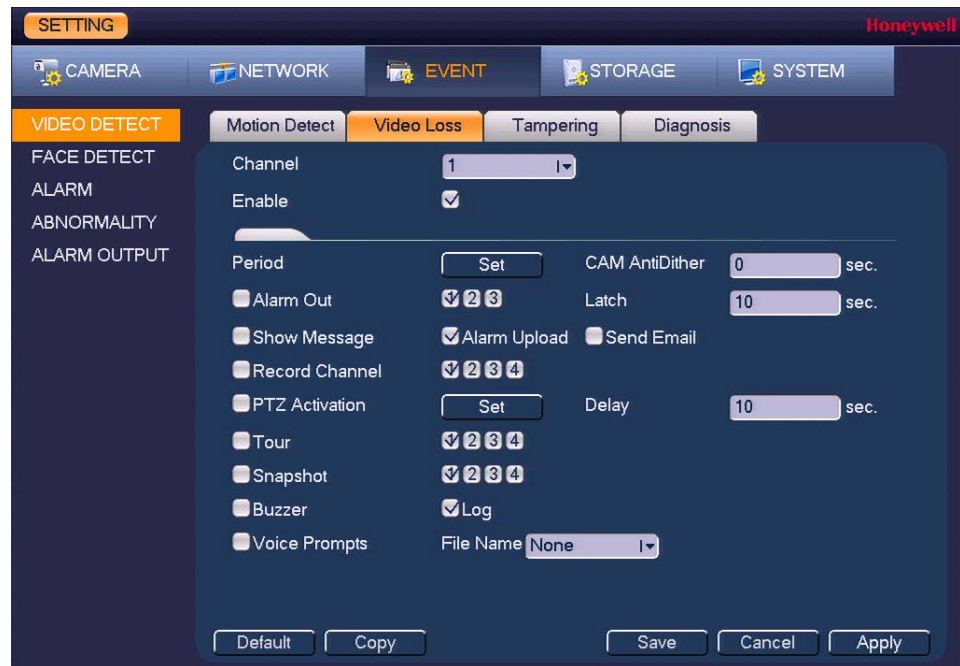 SETTING
Honeywell
CAMERA NETWORK EVENT STORAGE SYSTEM
VIDEO DETECT
FACE DETECT
ALARM
ABNORMALITY
ALARM OUTPUT
Motion Detect Video Loss Tampering Diagnosis
Channel 1
Enable
Period Set CAM AntiDither 0 sec.
Alarm Out 1 2 3 Latch 10 sec.
Show Message Alarm Upload Send Email
Record Channel 1 2 3 4
PTZ Activation Set Delay 10 sec.
Tour 1 2 3 4
Snapshot 1 2 3 4
Buzzer Log
Voice Prompts File Name None
Default Copy Save Cancel Apply